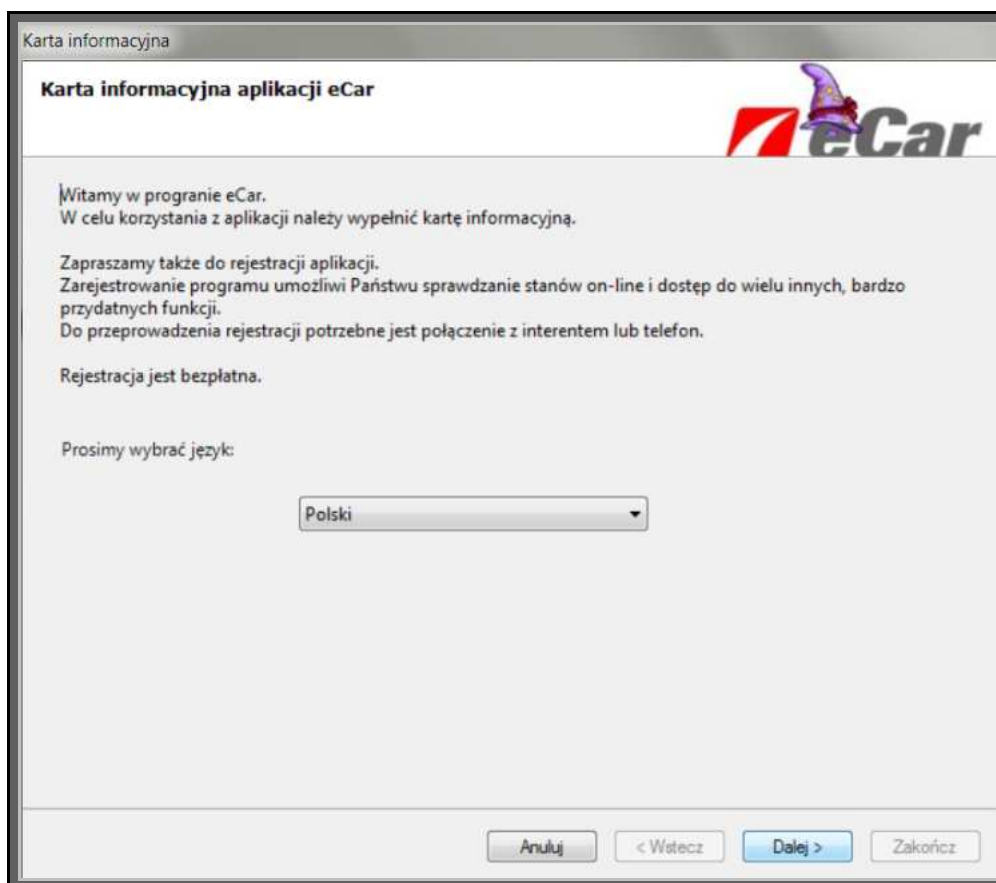 Karta informacyjna
Karta informacyjna aplikacji eCar
eCar
Witamy w progranie eCar.
W celu korzystania z aplikacji należy wypełnić kartę informacyjną.
Zapraszamy także do rejestracji aplikacji.
Zarejestrowanie programu umożliwi Państwu sprawdzanie stanów on-line i dostęp do wielu innych, bardzo
przydatnych funkcji.
Do przeprowadzenia rejestracji potrzebne jest połączenie z interentem lub telefon.
Rejestracja jest bezpłatna.
Prosimy wybrać język:
Polski
Anuluj < Wstecz Dalej > Zakończ